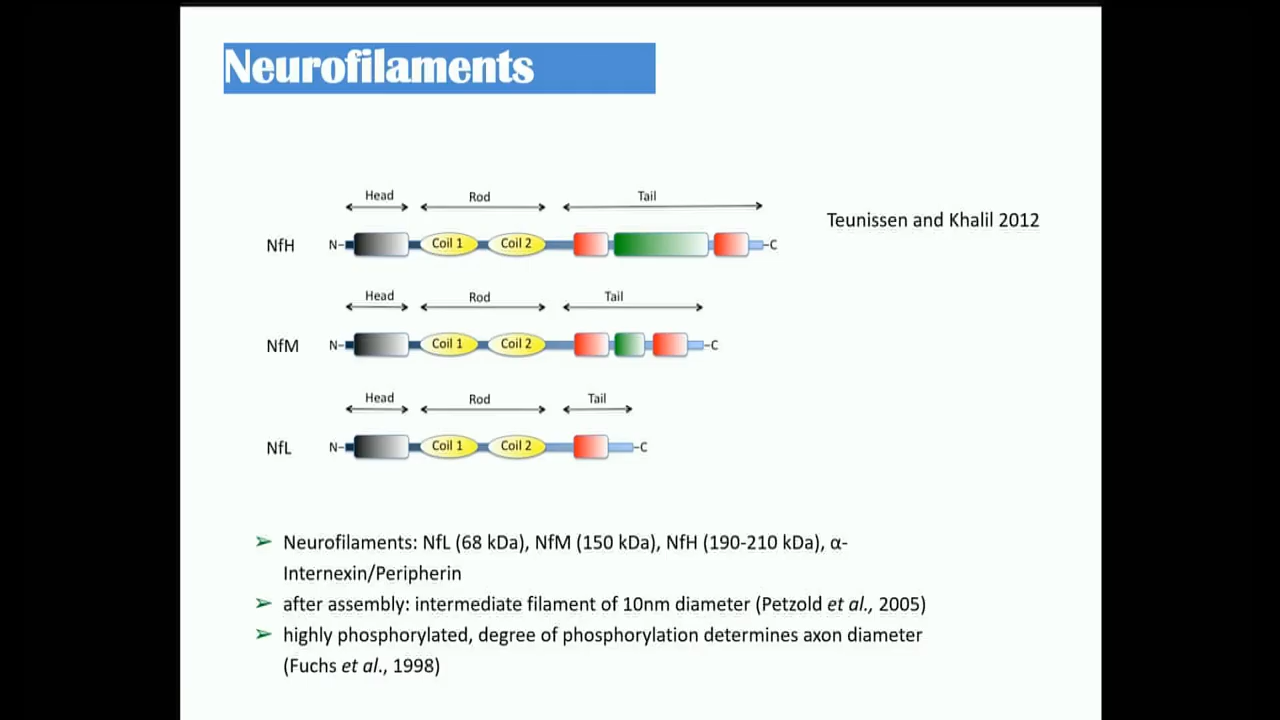 Neurofilaments
Head Rod Tail
Teunissen and Khalil 2012
NfH N- Coil 1 Coil 2 -C
Head Rod Tail
NfM N- Coil 1 Coil 2 -C
Head Rod Tail
NfL N- Coil 1 Coil 2 -C
➢ Neurofilaments: NfL (68 kDa), NfM (150 kDa), NfH (190-210 kDa), α-
Internexin/Peripherin
➢ after assembly: intermediate filament of 10nm diameter (Petzold et al., 2005)
➢ highly phosphorylated, degree of phosphorylation determines axon diameter
(Fuchs et al., 1998)